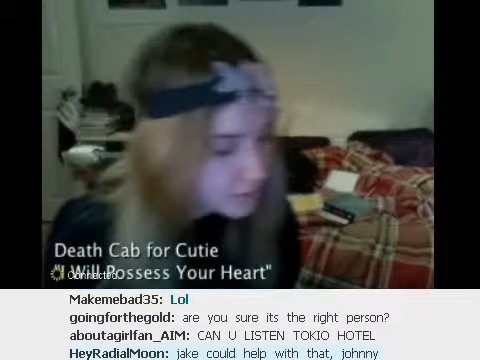 Death Cab for Cutie
"I Will Possess Your Heart"
Makemebad35: Lol
goingforthegold: are you sure its the right person?
aboutagirlfan_AIM: CAN U LISTEN TOKIO HOTEL
HeyRadialMoon: jake could help with that, johnny